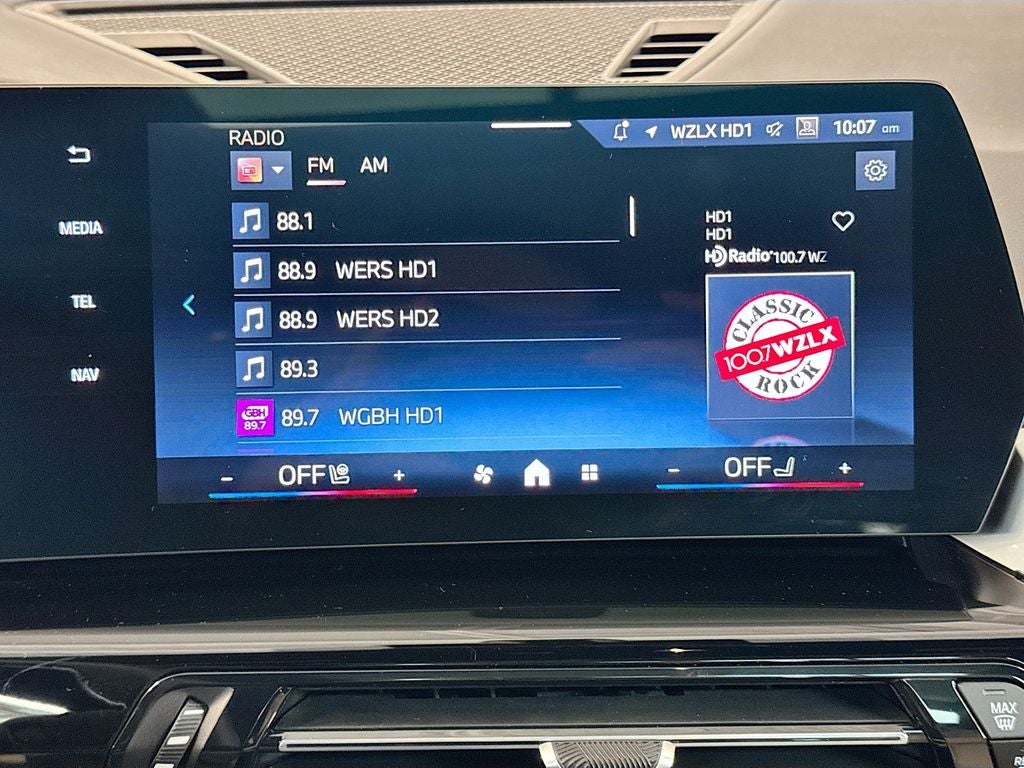 RADIO
WZLX HD1 10:07 am
FM AM
MEDIA
TEL
NAV
88.1
88.9 WERS HD1
88.9 WERS HD2
89.3
GBH 89.7
89.7 WGBH HD1
HD1
HD1
HD Radio 100.7 WZ
CLASSIC
100.7 WZLX
ROCK
- OFF +
- OFF +
MAX